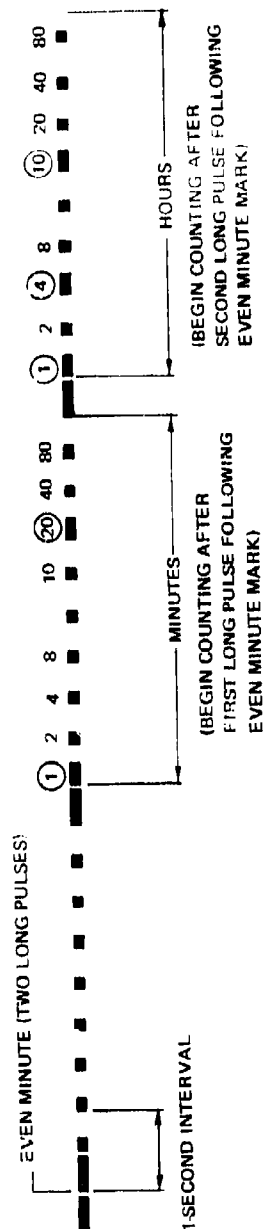 EVEN MINUTE (TWO LONG PULSES)
1-SECOND INTERVAL
1 2 4 8 10 20 40 80
MINUTES
(BEGIN COUNTING AFTER
FIRST LONG PULSE FOLLOWING
EVEN MINUTE MARK)
1 2 4 8 10 20 40 80
HOURS
(BEGIN COUNTING AFTER
SECOND LONG PULSE FOLLOWING
EVEN MINUTE MARK)